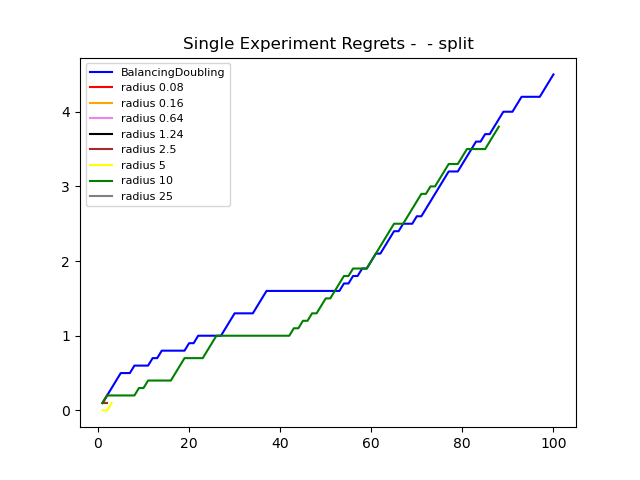 Single Experiment Regrets -  - split
BalancingDoubling
radius 0.08
radius 0.16
radius 0.64
radius 1.24
radius 2.5
radius 5
radius 10
radius 25
4
3
2
1
0
0 20 40 60 80 100